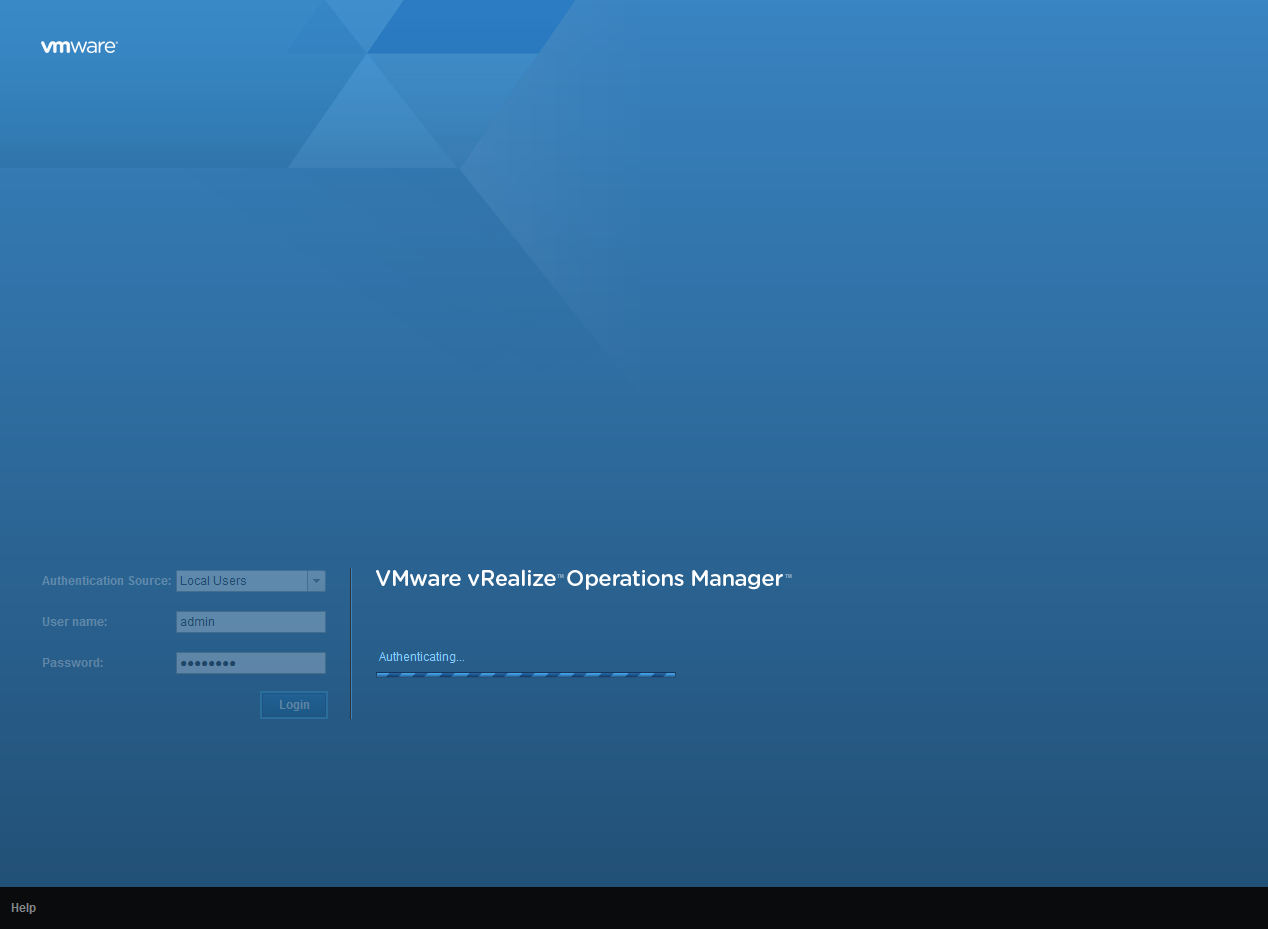 vmware
Authentication Source: Local Users
VMware vRealize™ Operations Manager™
User name: admin
Authenticating...
Password: ●●●●●●●●
Login
Help